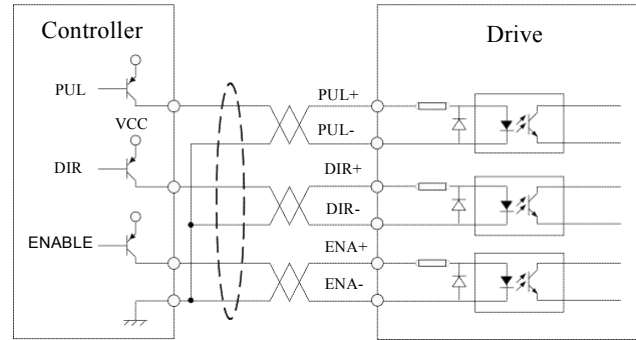 Controller
Drive
PUL
PUL+
VCC
PUL-
DIR
DIR+
DIR-
ENABLE
ENA+
ENA-